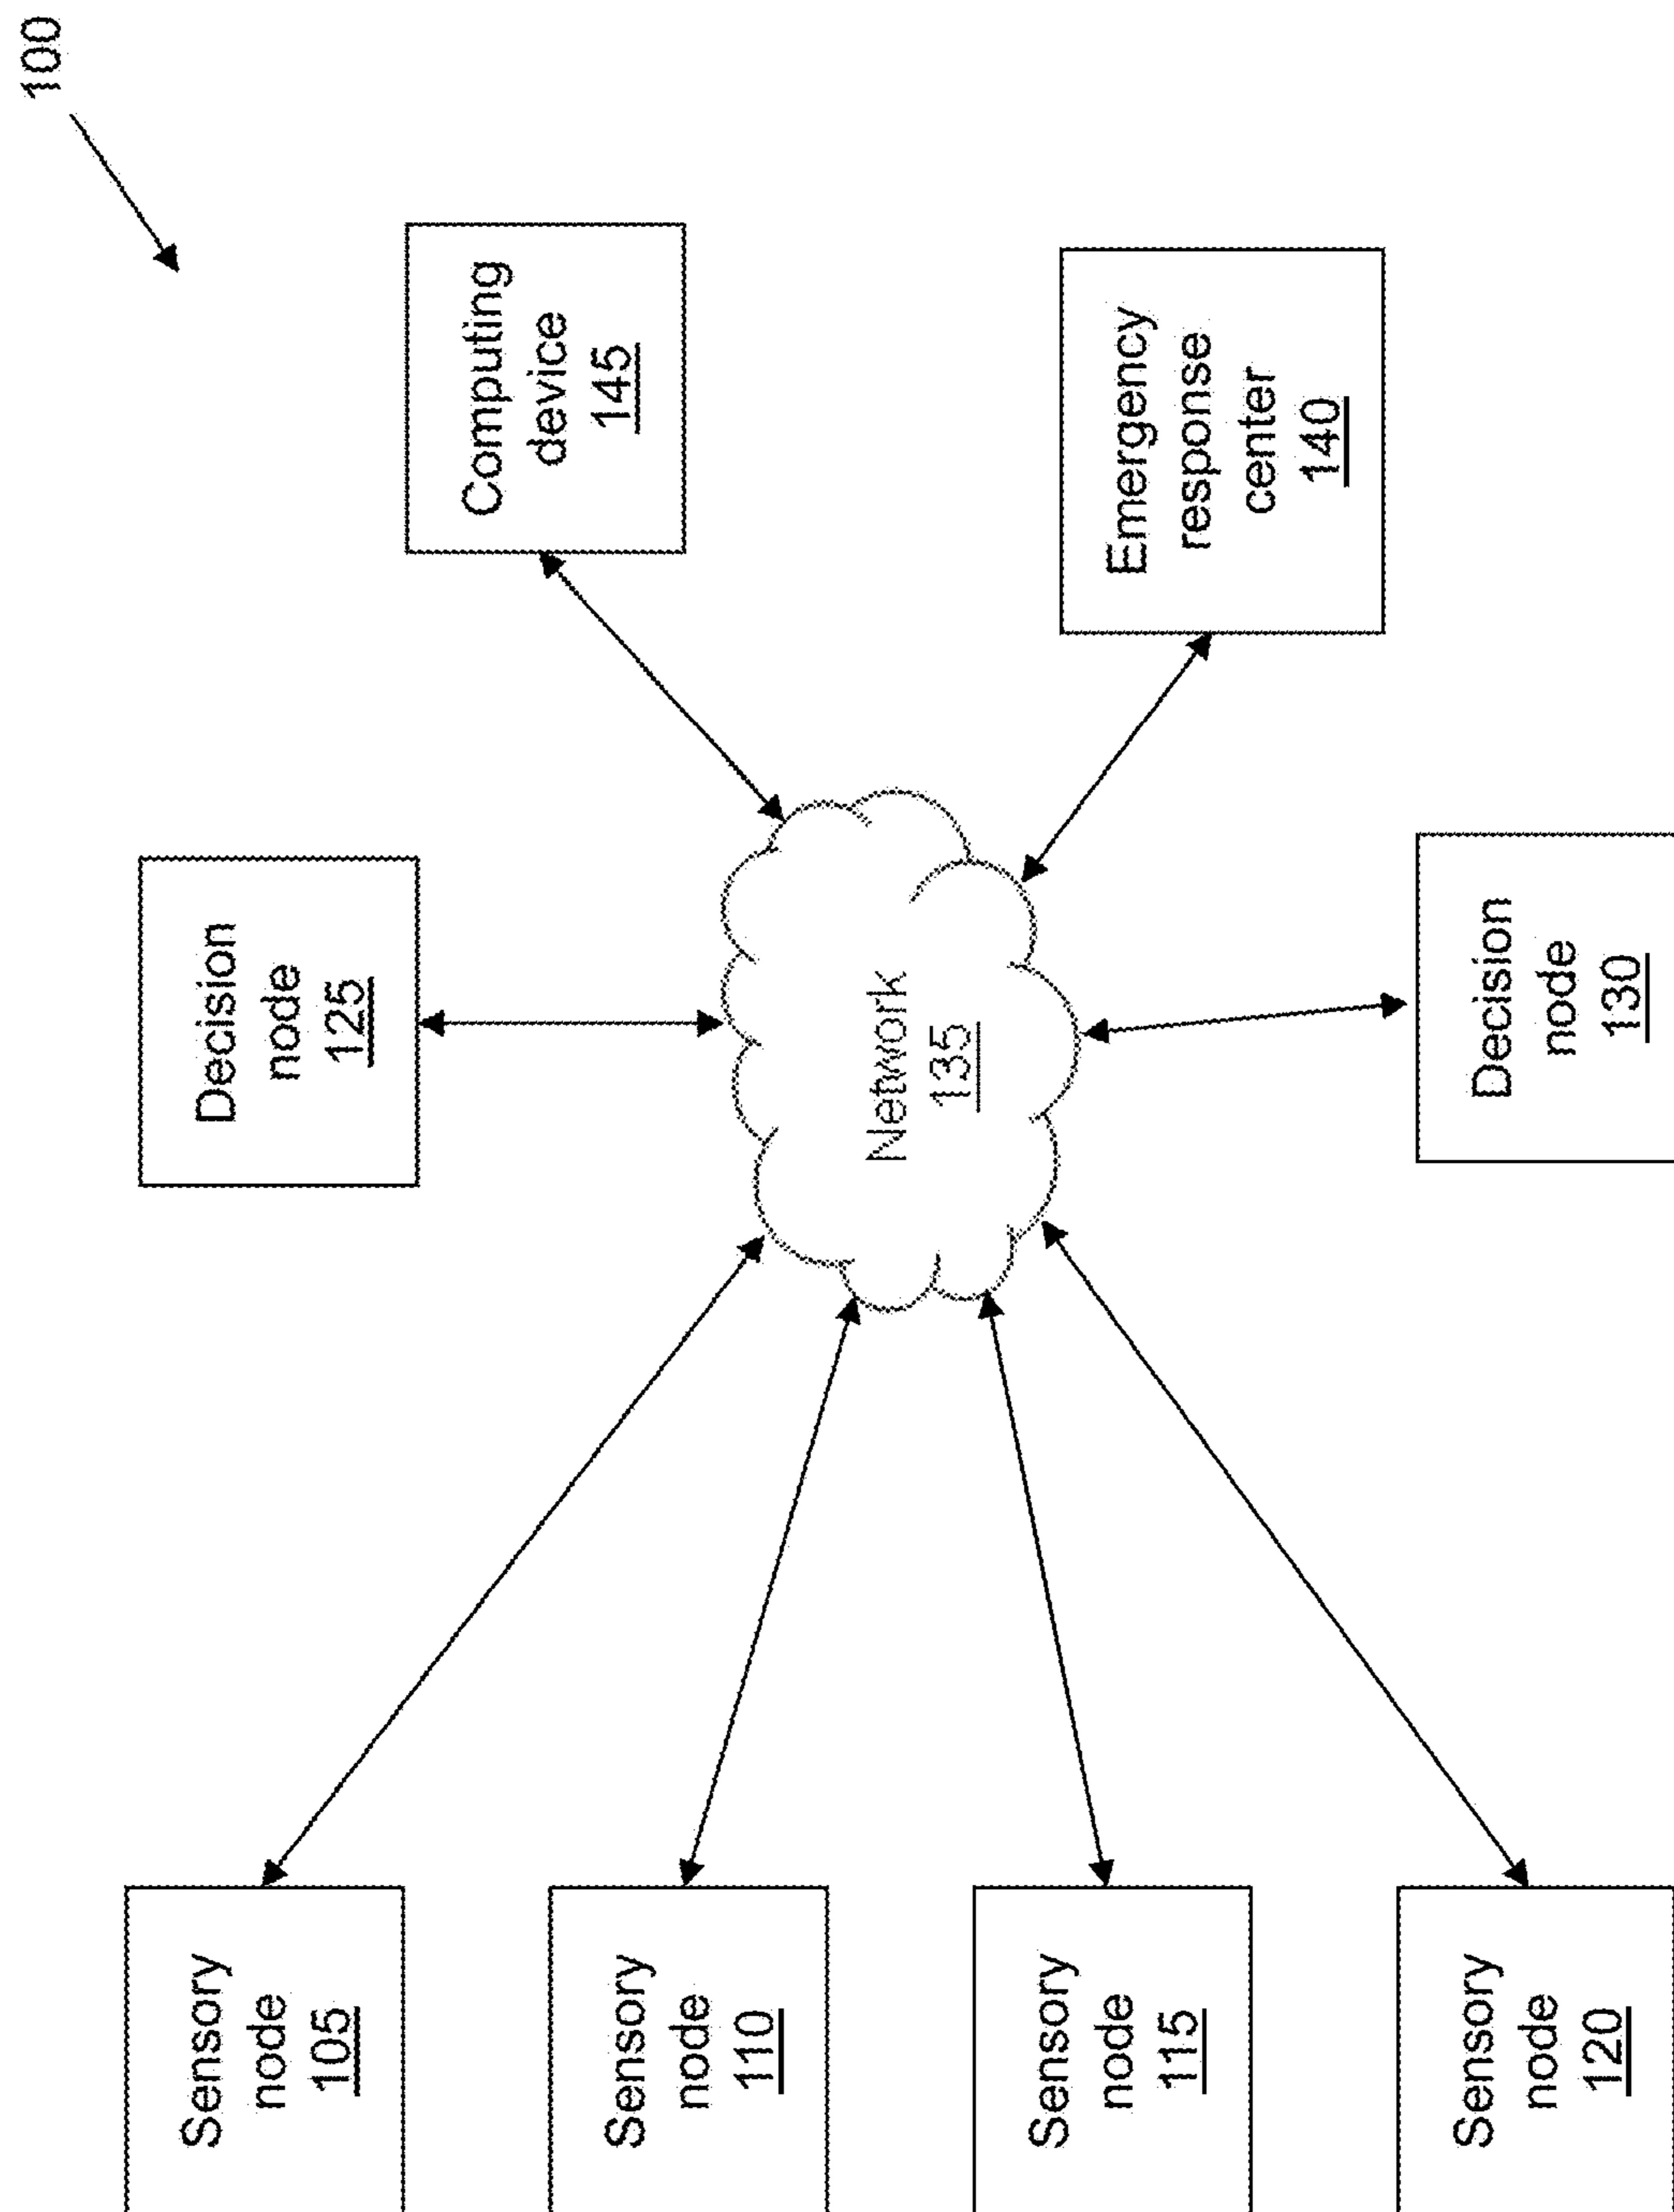 100
Sensory
node
105
Sensory
node
110
Sensory
node
115
Sensory
node
120
Decision
node
125
Network
135
Decision
node
130
Computing
device
145
Emergency
response
center
140